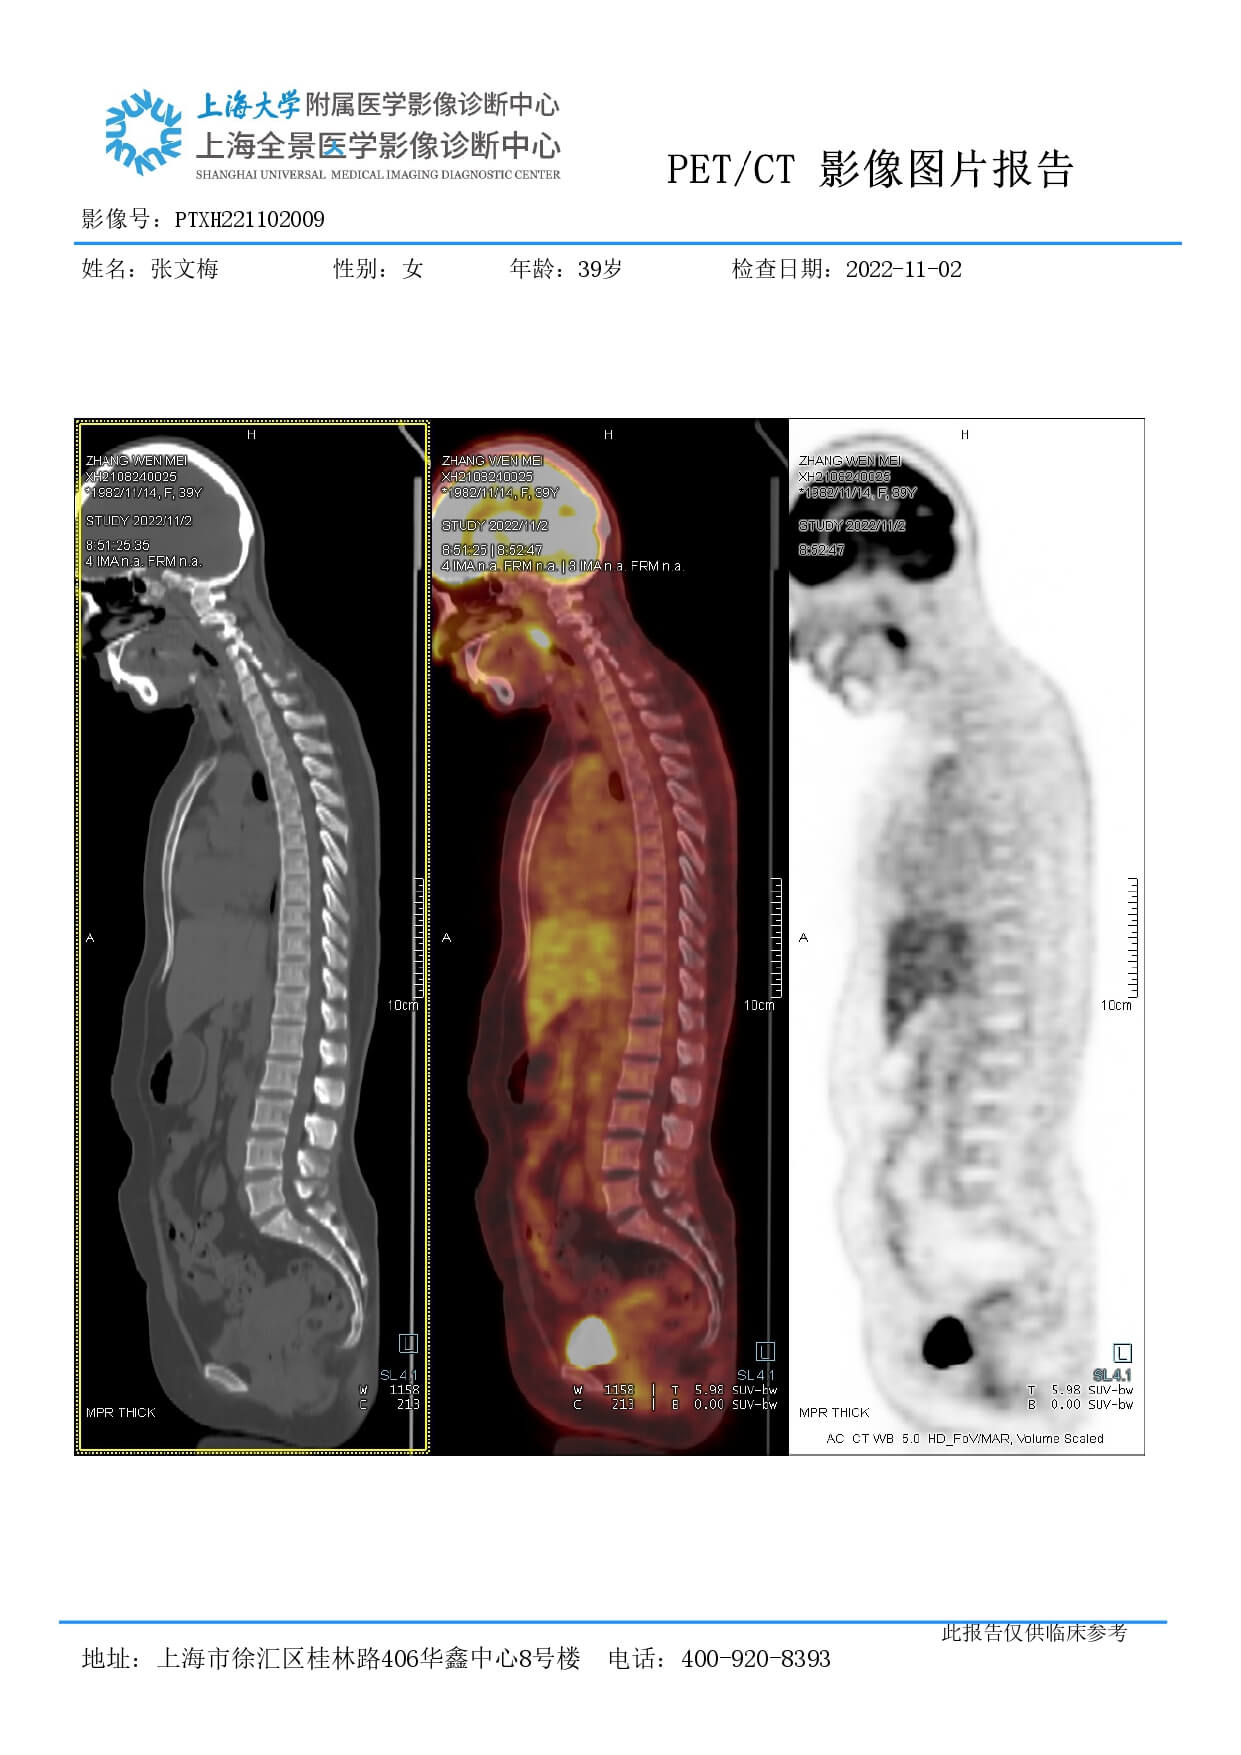 上海大学附属医学影像诊断中心
上海全景医学影像诊断中心
SHANGHAI UNIVERSAL MEDICAL IMAGING DIAGNOSTIC CENTER
PET/CT 影像图片报告
影像号：PTXH221102009
姓名：张文梅 性别：女 年龄：39岁 检查日期：2022-11-02
H
ZHANG WEN MEI
XH2108240025
*1982/11/14, F, 39Y
STUDY 2022/11/2
8:51:25.35
4 IMA n.a. FRM n.a.
A
10cm
L
SL4.1
W 1158
C 213
MPR THICK
H
ZHANG WEN MEI
XH2108240025
*1982/11/14, F, 39Y
STUDY 2022/11/2
8:51:25 | 8:52:47
4 IMA n.a. FRM n.a. | 3 IMA n.a. FRM n.a.
A
10cm
L
SL4.1
W 1158 | T 5.98 SUV-bw
C 213 | B 0.00 SUV-bw
H
ZHANG WEN MEI
XH2108240025
*1982/11/14, F, 39Y
STUDY 2022/11/2
8:52:47
A
10cm
L
SL4.1
T 5.98 SUV-bw
B 0.00 SUV-bw
MPR THICK
AC CT WB 5.0 HD_FoV/MAR, Volume Scaled
此报告仅供临床参考
地址：上海市徐汇区桂林路406华鑫中心8号楼 电话：400-920-8393